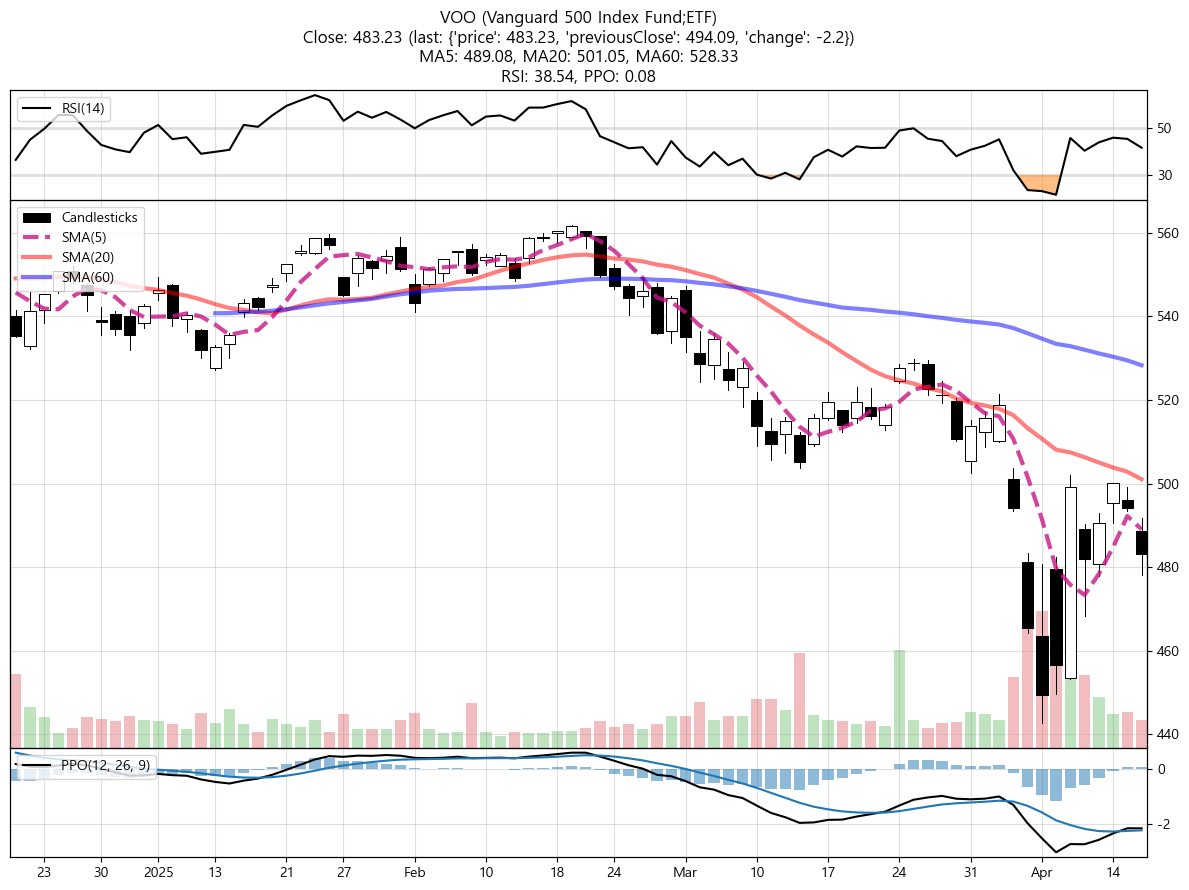 VOO (Vanguard 500 Index Fund;ETF)
Close: 483.23 (last: {'price': 483.23, 'previousClose': 494.09, 'change': -2.2})
MA5: 489.08, MA20: 501.05, MA60: 528.33
RSI: 38.54, PPO: 0.08
RSI(14)
50
30
Candlesticks
SMA(5)
SMA(20)
SMA(60)
560
540
520
500
480
460
440
PPO(12, 26, 9)
0
-2
23 30 2025 13 21 27 Feb 10 18 24 Mar 10 17 24 31 Apr 14